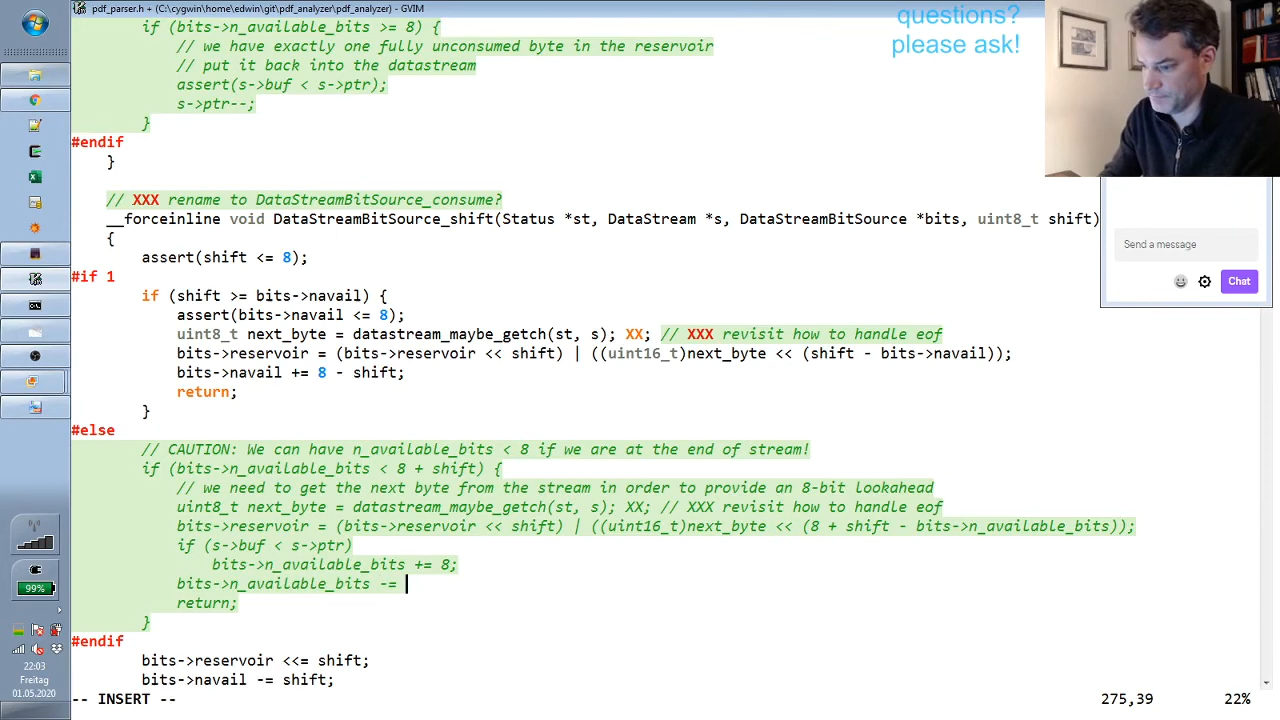 pdf_parser.h + (C:\cygwin\home\edwin\git\pdf_analyzer\pdf_analyzer) - GVIM
if (bits->n_available_bits >= 8) {
// we have exactly one fully unconsumed byte in the reservoir
// put it back into the datastream
assert(s->buf < s->ptr);
s->ptr--;
}
#endif
}
// XXX rename to DataStreamBitSource_consume?
__forceinline void DataStreamBitSource_shift(Status *st, DataStream *s, DataStreamBitSource *bits, uint8_t shift)
{
assert(shift <= 8);
#if 1
if (shift >= bits->navail) {
assert(bits->navail <= 8);
uint8_t next_byte = datastream_maybe_getch(st, s); XX; // XXX revisit how to handle eof
bits->reservoir = (bits->reservoir << shift) | ((uint16_t)next_byte << (shift - bits->navail));
bits->navail += 8 - shift;
return;
}
#else
// CAUTION: We can have n_available_bits < 8 if we are at the end of stream!
if (bits->n_available_bits < 8 + shift) {
// we need to get the next byte from the stream in order to provide an 8-bit lookahead
uint8_t next_byte = datastream_maybe_getch(st, s); XX; // XXX revisit how to handle eof
bits->reservoir = (bits->reservoir << shift) | ((uint16_t)next_byte << (8 + shift - bits->n_available_bits));
if (s->buf < s->ptr)
bits->n_available_bits += 8;
bits->n_available_bits -=
return;
}
#endif
bits->reservoir <<= shift;
bits->navail -= shift;
-- INSERT --
275,39
22%
questions?
please ask!
Send a message
Chat
99%
22:03
Freitag
01.05.2020